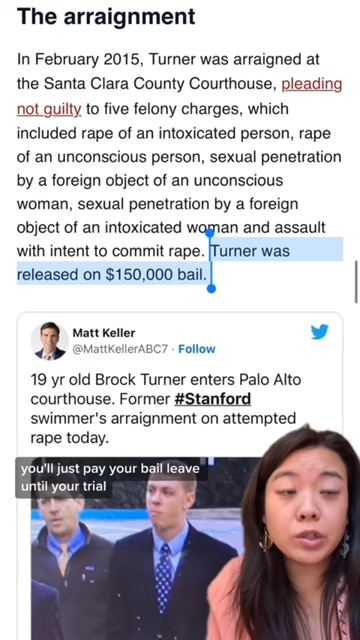 The arraignment
In February 2015, Turner was arraigned at
the Santa Clara County Courthouse, pleading
not guilty to five felony charges, which
included rape of an intoxicated person, rape
of an unconscious person, sexual penetration
by a foreign object of an unconscious
woman, sexual penetration by a foreign
object of an intoxicated woman and assault
with intent to commit rape. Turner was
released on $150,000 bail.
Matt Keller
@MattKellerABC7 · Follow
19 yr old Brock Turner enters Palo Alto
courthouse. Former #Stanford
swimmer's arraignment on attempted
rape today.
you'll just pay your bail leave
until your trial